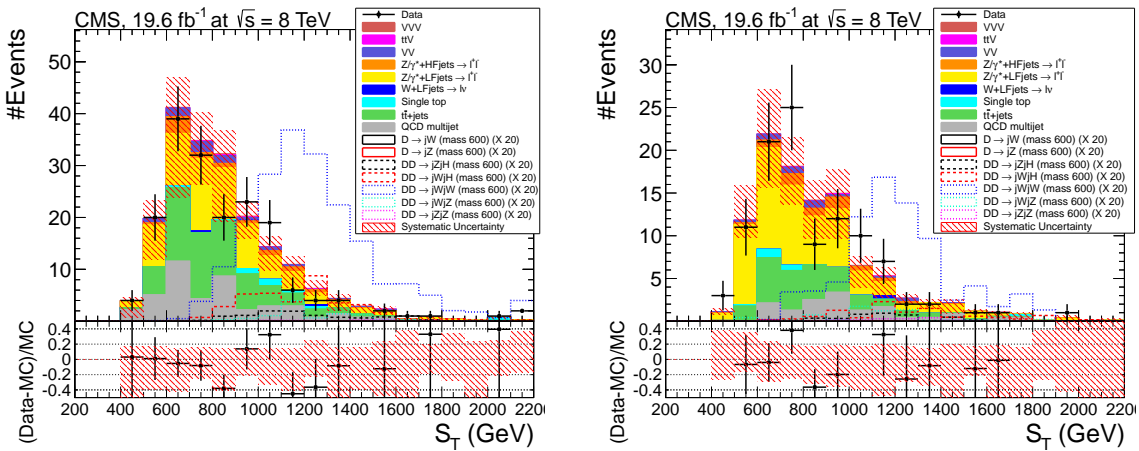 CMS, 19.6 fb⁻¹ at √s = 8 TeV
#Events
40
30
20
10
Data
VVV
ttV
VV
Z/γ*+HFjets → l⁺l⁻
Z/γ*+LFjets → l⁺l⁻
W+LFjets → lν
Single top
tt̄+jets
QCD multijet
D → jW (mass 600) (X 20)
D → jZ (mass 600) (X 20)
DD → jZjH (mass 600) (X 20)
DD → jWjH (mass 600) (X 20)
DD → jWjW (mass 600) (X 20)
DD → jWjZ (mass 600) (X 20)
DD → jZjZ (mass 600) (X 20)
Systematic Uncertainty
50
(Data-MC)/MC
0.4
0.2
0
-0.2
-0.4
200 400 600 800 1000 1200 1400 1600 1800 2000 2200
S_T (GeV)
CMS, 19.6 fb⁻¹ at √s = 8 TeV
#Events
30
25
20
15
10
5
Data
VVV
ttV
VV
Z/γ*+HFjets → l⁺l⁻
Z/γ*+LFjets → l⁺l⁻
W+LFjets → lν
Single top
tt̄+jets
QCD multijet
D → jW (mass 600) (X 20)
D → jZ (mass 600) (X 20)
DD → jZjH (mass 600) (X 20)
DD → jWjH (mass 600) (X 20)
DD → jWjW (mass 600) (X 20)
DD → jWjZ (mass 600) (X 20)
DD → jZjZ (mass 600) (X 20)
Systematic Uncertainty
(Data-MC)/MC
0.4
0.2
0
-0.2
-0.4
200 400 600 800 1000 1200 1400 1600 1800 2000 2200
S_T (GeV)